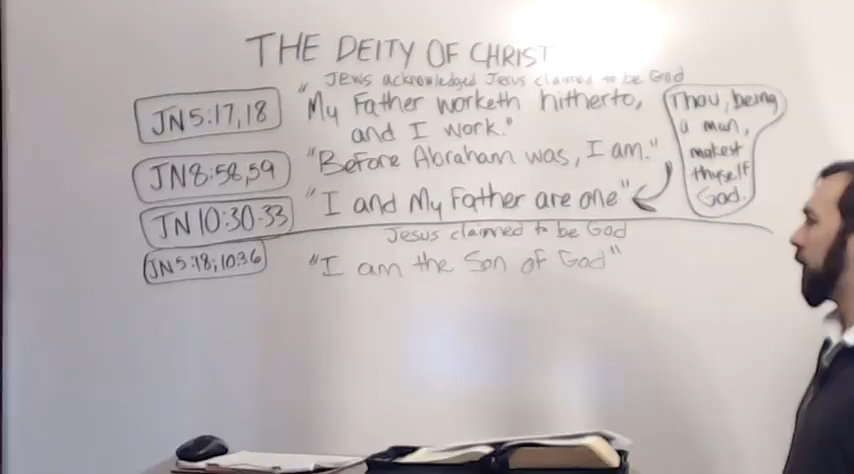 THE DEITY OF CHRIST
Jews acknowledged Jesus claimed to be God
JN 5:17,18
"My Father worketh hitherto,
and I work."
JN 8:58,59
"Before Abraham was, I am."
JN 10:30-33
"I and My Father are one"
Thou, being
a man,
makest
thyself
God.
Jesus claimed to be God
JN 5:18; 10:36
"I am the Son of God"